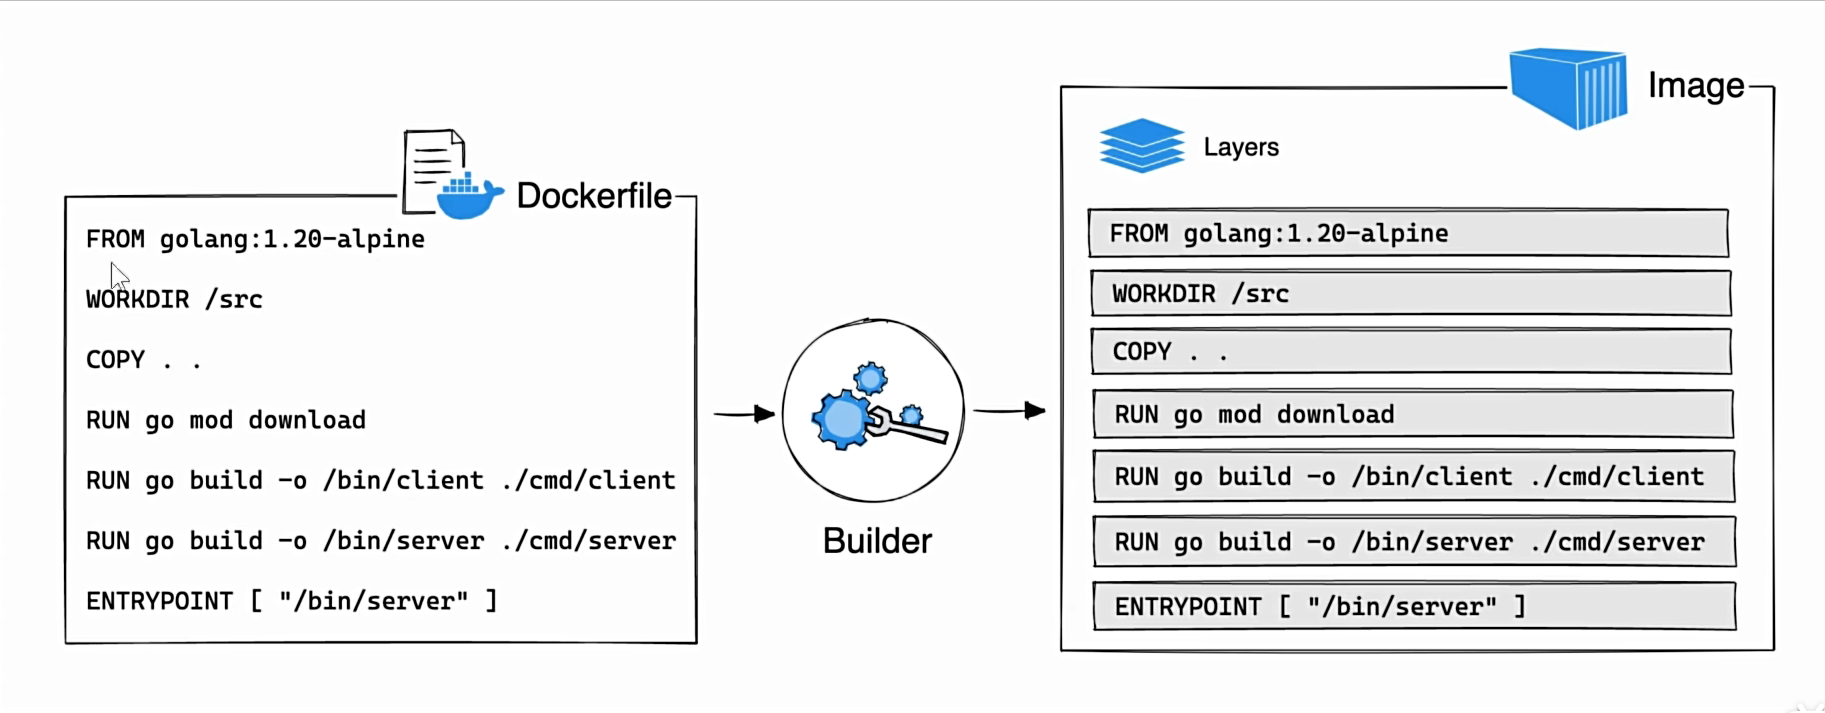 Dockerfile
FROM golang:1.20-alpine
WORKDIR /src
COPY . .
RUN go mod download
RUN go build -o /bin/client ./cmd/client
RUN go build -o /bin/server ./cmd/server
ENTRYPOINT [ "/bin/server" ]
Builder
Image
Layers
FROM golang:1.20-alpine
WORKDIR /src
COPY . .
RUN go mod download
RUN go build -o /bin/client ./cmd/client
RUN go build -o /bin/server ./cmd/server
ENTRYPOINT [ "/bin/server" ]